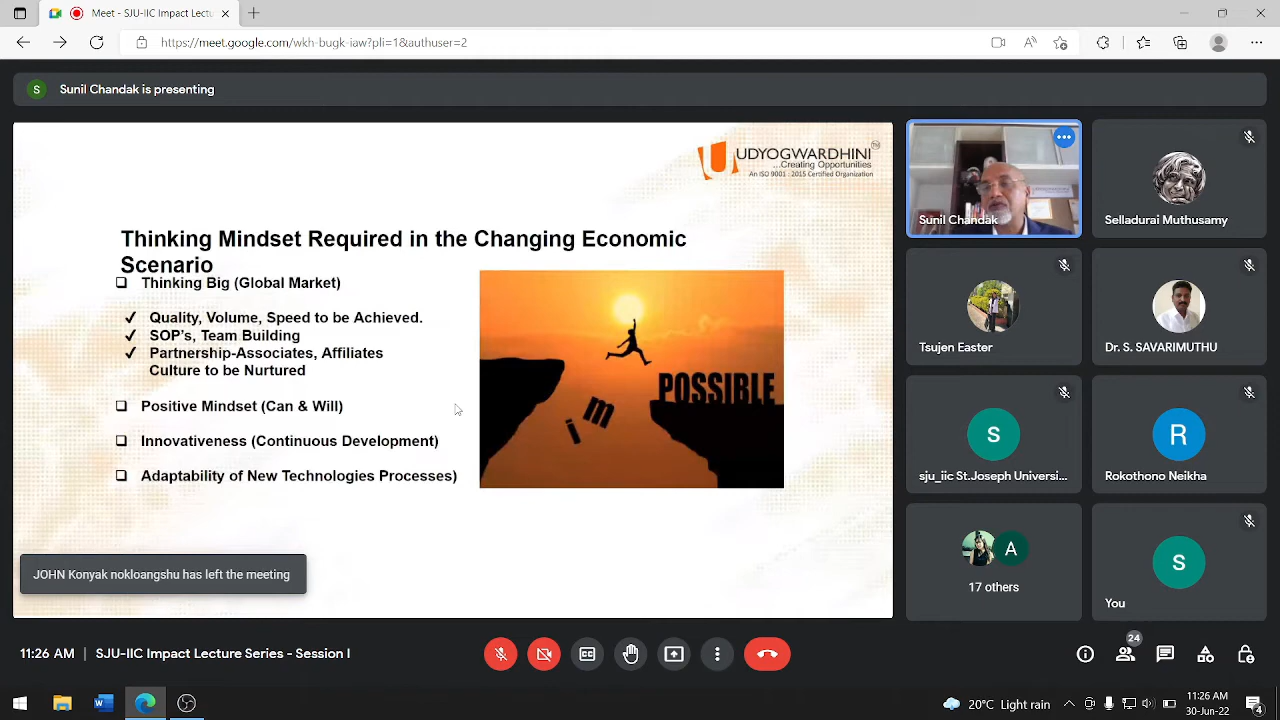 Meet - SJU-IIC Impact Lectu
https://meet.google.com/wkh-bugk-iaw?pli=1&authuser=2
S
Sunil Chandak is presenting
UDYOGWARDHINI
TM
...Creating Opportunities
An ISO 9001 : 2015 Certified Organization
Thinking Mindset Required in the Changing Economic
Scenario
Thinking Big (Global Market)
Quality, Volume, Speed to be Achieved.
SOP's, Team Building
Partnership-Associates, Affiliates
Culture to be Nurtured
Positive Mindset (Can & Will)
Innovativeness (Continuous Development)
Adaptability of New Technologies Processes)
im
POSSIBLE
JOHN Konyak nokloangshu has left the meeting
Sunil Chandak
Selladurai Muthusamy
Tsujen Easter
Dr. S. SAVARIMUTHU
S
sju_iic St.Joseph Universi...
R
Rokothoro Neikha
A
17 others
S
You
11:26 AM | SJU-IIC Impact Lecture Series - Session I
24
20°C Light rain
11:26 AM
30-Jun-22